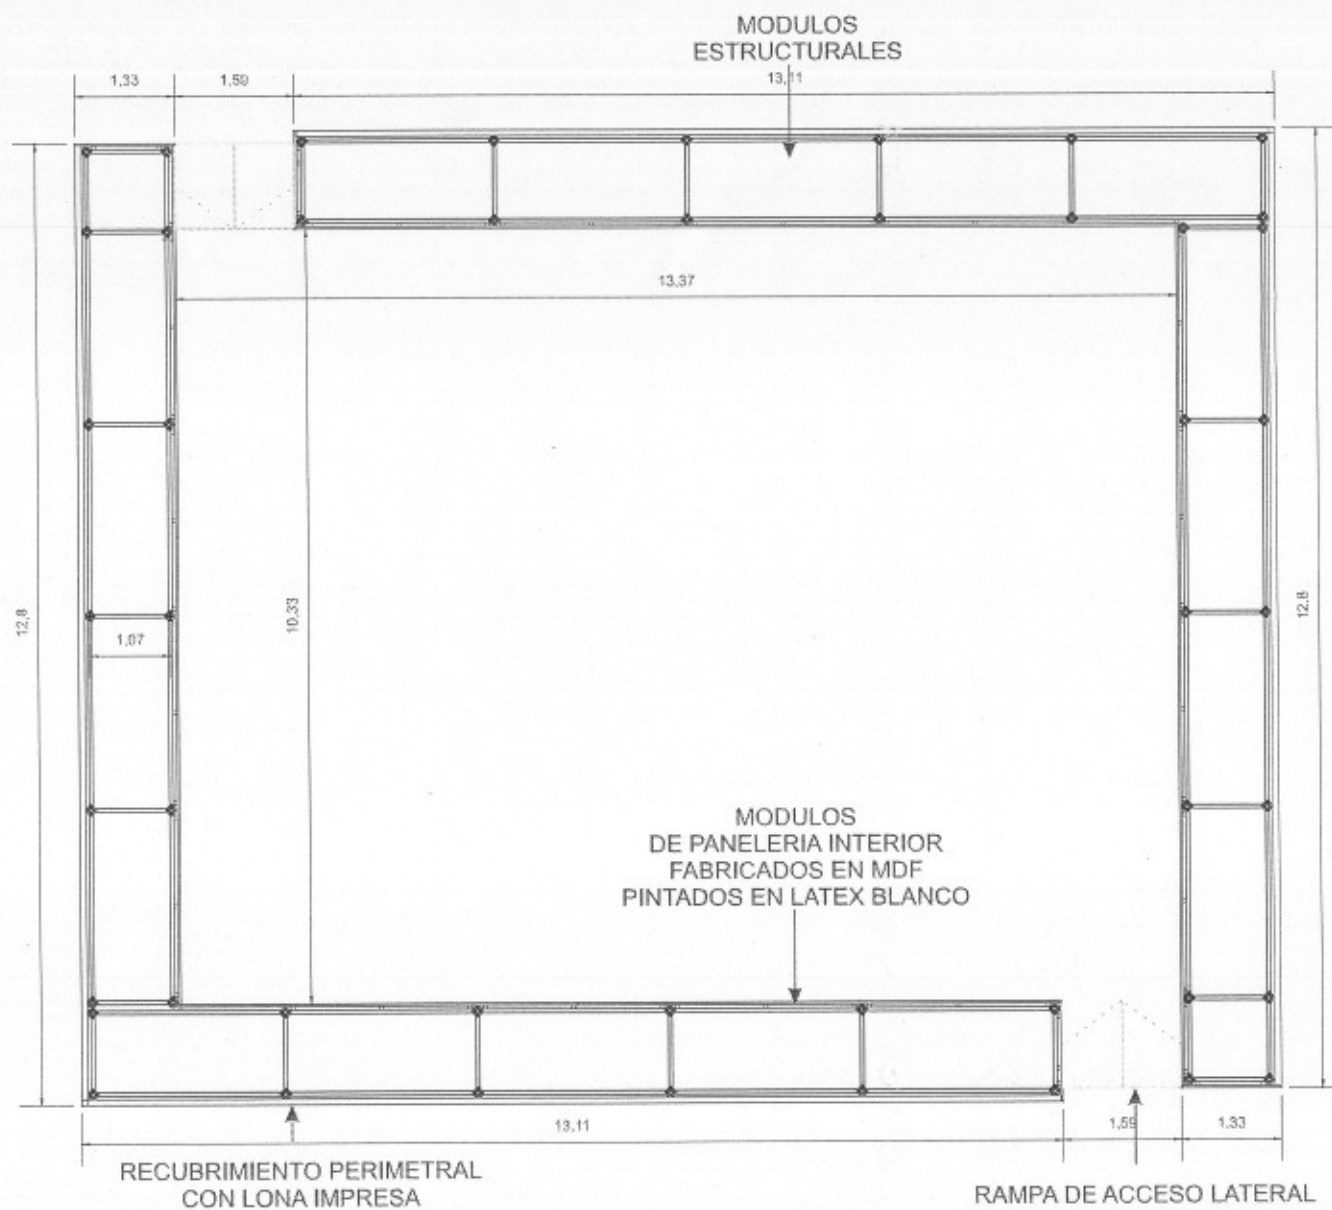 MODULOS
ESTRUCTURALES
1,33
1,59
13,11
13,37
12,8
12,8
10,33
1,07
MODULOS
DE PANELERIA INTERIOR
FABRICADOS EN MDF
PINTADOS EN LATEX BLANCO
13,11
1,59
1,33
RECUBRIMIENTO PERIMETRAL
CON LONA IMPRESA
RAMPA DE ACCESO LATERAL